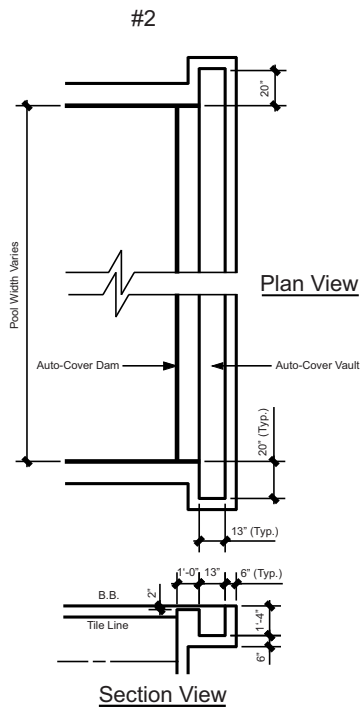 #2
20"
Pool Width Varies
Plan View
Auto-Cover Dam
Auto-Cover Vault
20" (Typ.)
13" (Typ.)
1'-0"
13"
6" (Typ.)
B.B.
2"
Tile Line
1'-4"
6"
Section View